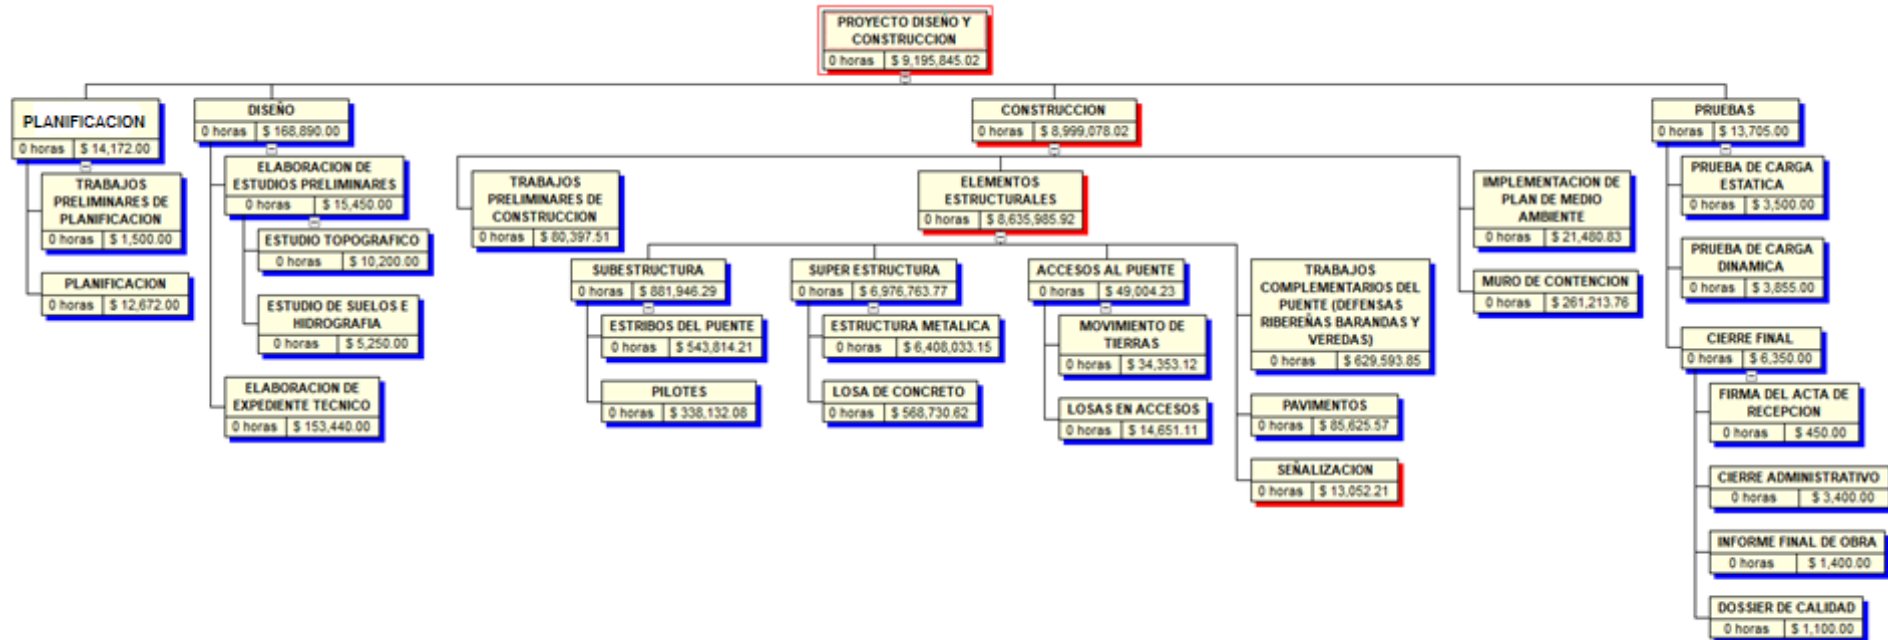 PROYECTO DISEÑO Y
CONSTRUCCION
0 horas $ 9,195,845.02
PLANIFICACION
0 horas $ 14,172.00
TRABAJOS
PRELIMINARES DE
PLANIFICACION
0 horas $ 1,500.00
PLANIFICACION
0 horas $ 12,672.00
DISEÑO
0 horas $ 168,890.00
ELABORACION DE
ESTUDIOS PRELIMINARES
0 horas $ 15,450.00
ESTUDIO TOPOGRAFICO
0 horas $ 10,200.00
ESTUDIO DE SUELOS E
HIDROGRAFIA
0 horas $ 5,250.00
ELABORACION DE
EXPEDIENTE TECNICO
0 horas $ 153,440.00
CONSTRUCCION
0 horas $ 8,999,078.02
TRABAJOS
PRELIMINARES DE
CONSTRUCCION
0 horas $ 80,397.51
ELEMENTOS
ESTRUCTURALES
0 horas $ 8,635,985.92
SUBESTRUCTURA
0 horas $ 881,946.29
ESTRIBOS DEL PUENTE
0 horas $ 543,814.21
PILOTES
0 horas $ 338,132.08
SUPER ESTRUCTURA
0 horas $ 6,976,763.77
ESTRUCTURA METALICA
0 horas $ 6,408,033.15
LOSA DE CONCRETO
0 horas $ 568,730.62
ACCESOS AL PUENTE
0 horas $ 49,004.23
MOVIMIENTO DE
TIERRAS
0 horas $ 34,353.12
LOSAS EN ACCESOS
0 horas $ 14,651.11
TRABAJOS
COMPLEMENTARIOS DEL
PUENTE (DEFENSAS
RIBEREÑAS BARANDAS Y
VEREDAS)
0 horas $ 629,593.85
PAVIMENTOS
0 horas $ 85,625.57
SEÑALIZACION
0 horas $ 13,052.21
IMPLEMENTACION DE
PLAN DE MEDIO
AMBIENTE
0 horas $ 21,480.83
MURO DE CONTENCION
0 horas $ 261,213.76
PRUEBAS
0 horas $ 13,705.00
PRUEBA DE CARGA
ESTATICA
0 horas $ 3,500.00
PRUEBA DE CARGA
DINAMICA
0 horas $ 3,855.00
CIERRE FINAL
0 horas $ 6,350.00
FIRMA DEL ACTA DE
RECEPCION
0 horas $ 450.00
CIERRE ADMINISTRATIVO
0 horas $ 3,400.00
INFORME FINAL DE OBRA
0 horas $ 1,400.00
DOSSIER DE CALIDAD
0 horas $ 1,100.00